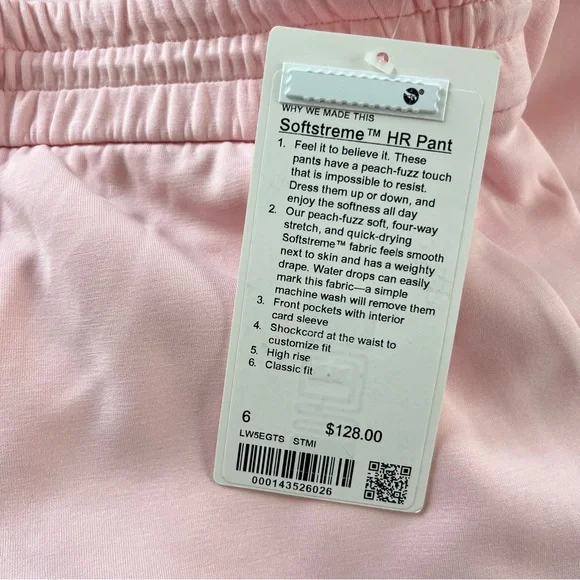 WHY WE MADE THIS
Softstreme™ HR Pant
1. Feel it to believe it. These
pants have a peach-fuzz touch
that is impossible to resist.
Dress them up or down, and
enjoy the softness all day
2. Our peach-fuzz soft, four-way
stretch, and quick-drying
Softstreme™ fabric feels smooth
next to skin and has a weighty
drape. Water drops can easily
mark this fabric—a simple
machine wash will remove them
3. Front pockets with interior
card sleeve
4. Shockcord at the waist to
customize fit
5. High rise
6. Classic fit
6 $128.00
LW5EGTS STMI
000143526026